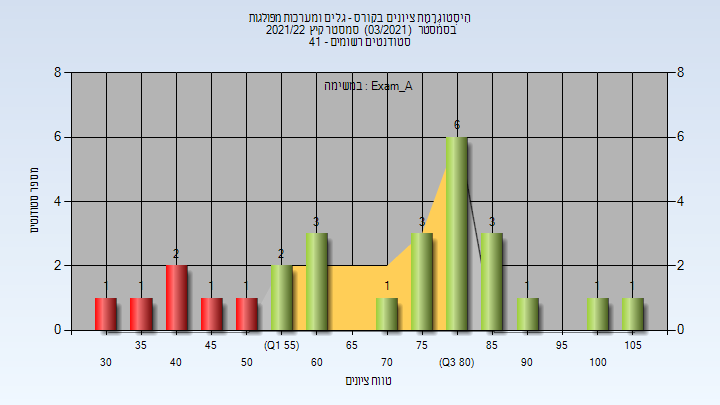 היסטוגרמת ציונים בקורס - גלים ומערכות מפולגות
בסמסטר (03/2021) סמסטר קיץ 2021/22
סטודנטים רשומים - 41
במשימה : Exam_A
8 8
6 6
4 4
2 2
0 0
מספר סטודנטים
1 1 2 1 1 2 3 1 3 6 3 1 1 1
35 45 (Q1 55) 65 75 85 95 105
30 40 50 60 70 (Q3 80) 90 100
טווח ציונים